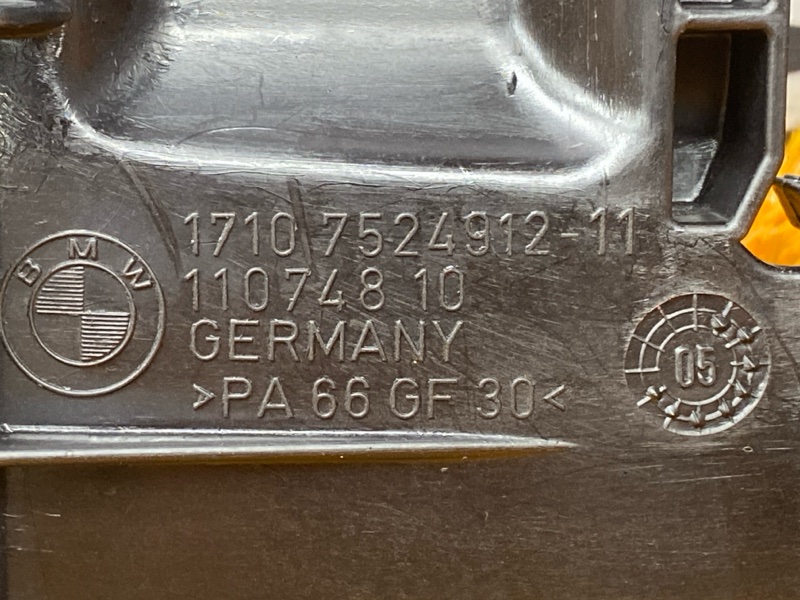 BMW
1710 7524912-11
110748 10
GERMANY
>PA 66 GF 30<
05